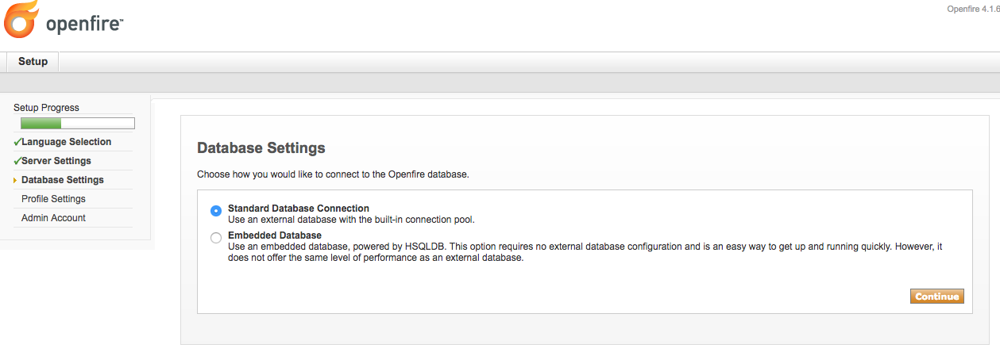 openfire™
Openfire 4.1.6
Setup
Setup Progress
Language Selection
Server Settings
Database Settings
Profile Settings
Admin Account
Database Settings
Choose how you would like to connect to the Openfire database.
Standard Database Connection
Use an external database with the built-in connection pool.
Embedded Database
Use an embedded database, powered by HSQLDB. This option requires no external database configuration and is an easy way to get up and running quickly. However, it
does not offer the same level of performance as an external database.
Continue